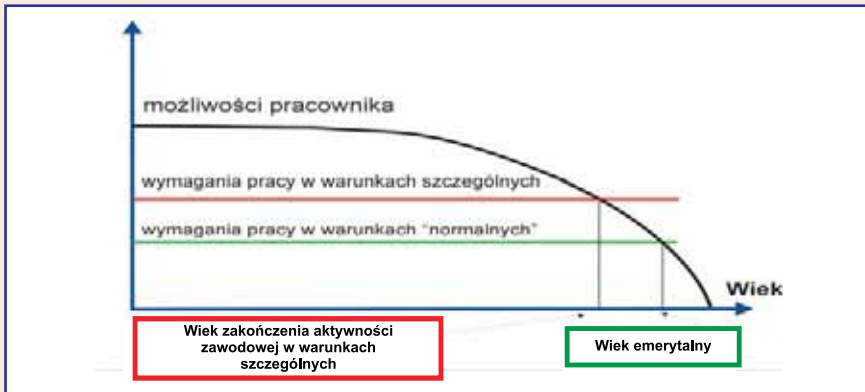 możliwości pracownika
wymagania pracy w warunkach szczególnych
wymagania pracy w warunkach "normalnych"
Wiek
Wiek zakończenia aktywności
zawodowej w warunkach
szczególnych
Wiek emerytalny